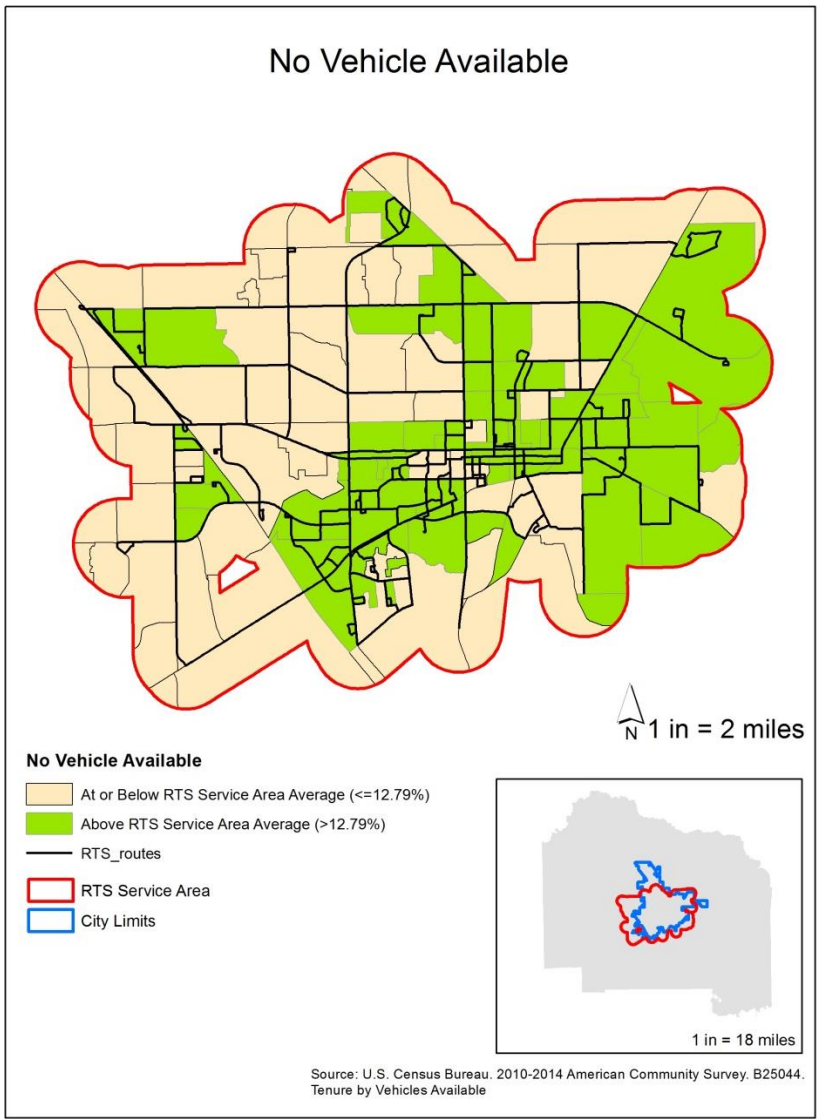 No Vehicle Available
N
1 in = 2 miles
No Vehicle Available
At or Below RTS Service Area Average (<=12.79%)
Above RTS Service Area Average (>12.79%)
RTS_routes
RTS Service Area
City Limits
1 in = 18 miles
Source: U.S. Census Bureau. 2010-2014 American Community Survey. B25044.
Tenure by Vehicles Available